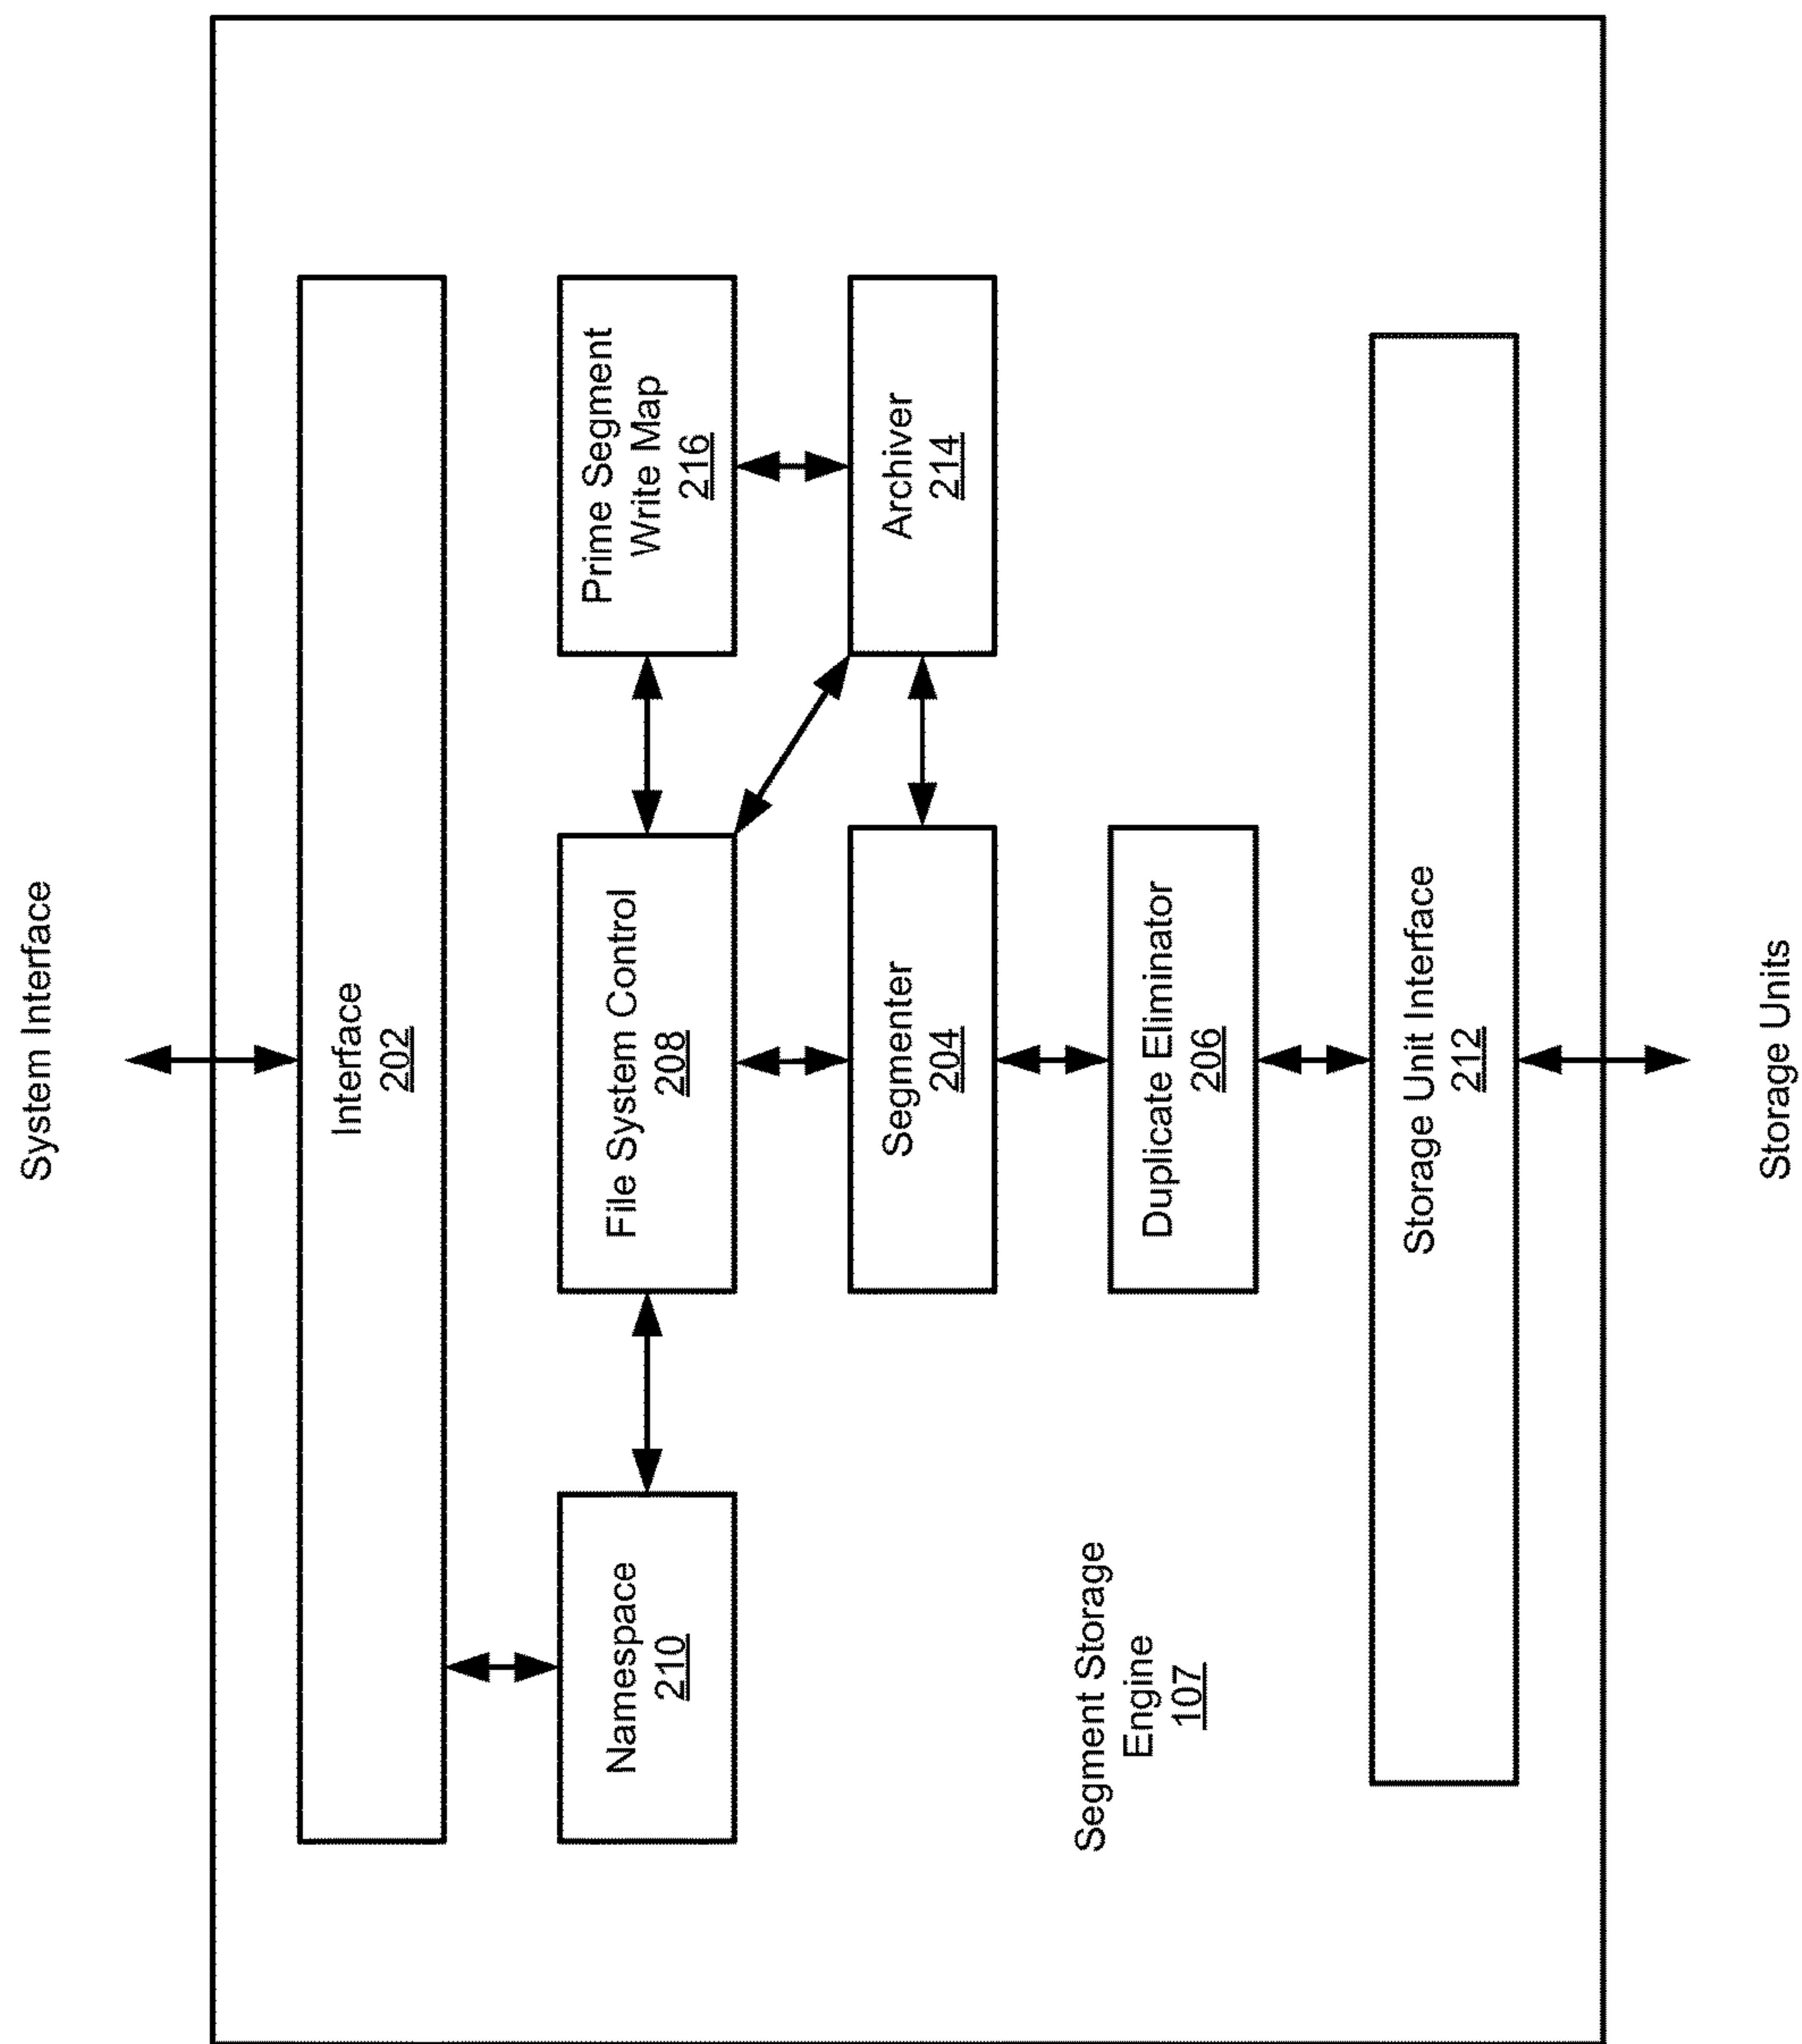 System Interface
Interface
202
Namespace
210
File System Control
208
Prime Segment
Write Map
216
Segmenter
204
Archiver
214
Segment Storage
Engine
107
Duplicate Eliminator
206
Storage Unit Interface
212
Storage Units